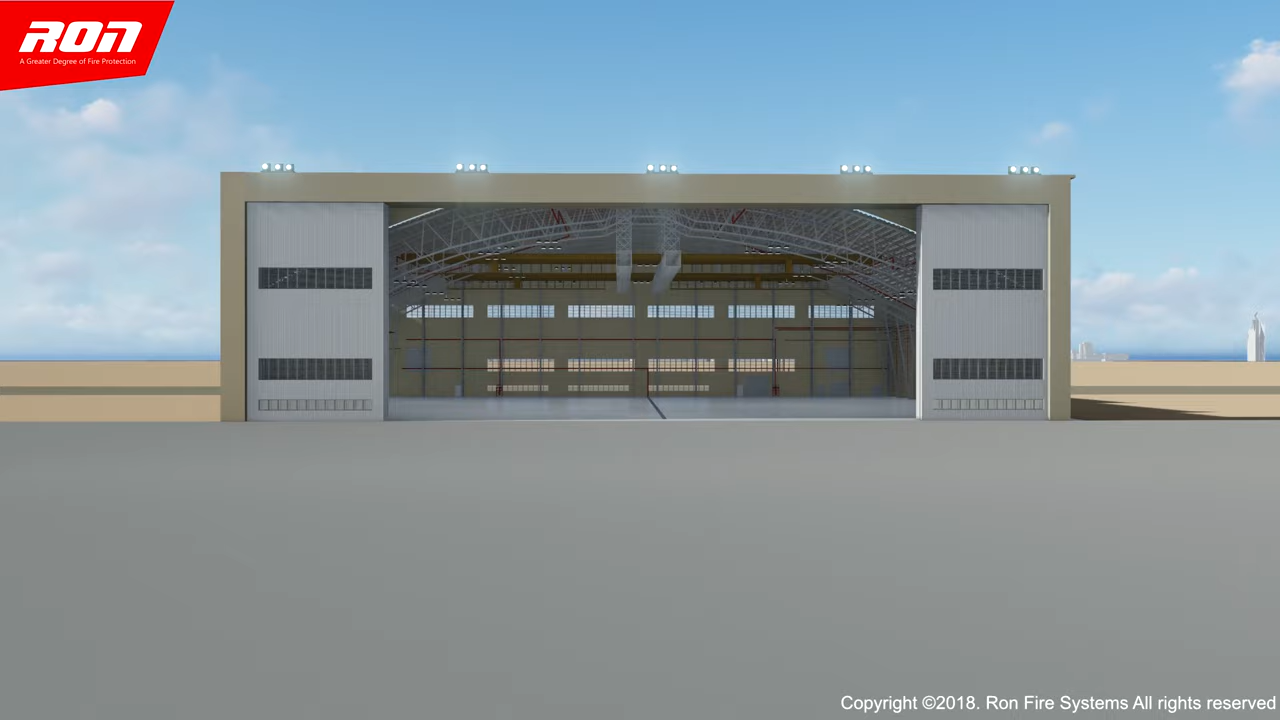 RON
A Greater Degree of Fire Protection
Copyright ©2018. Ron Fire Systems All rights reserved